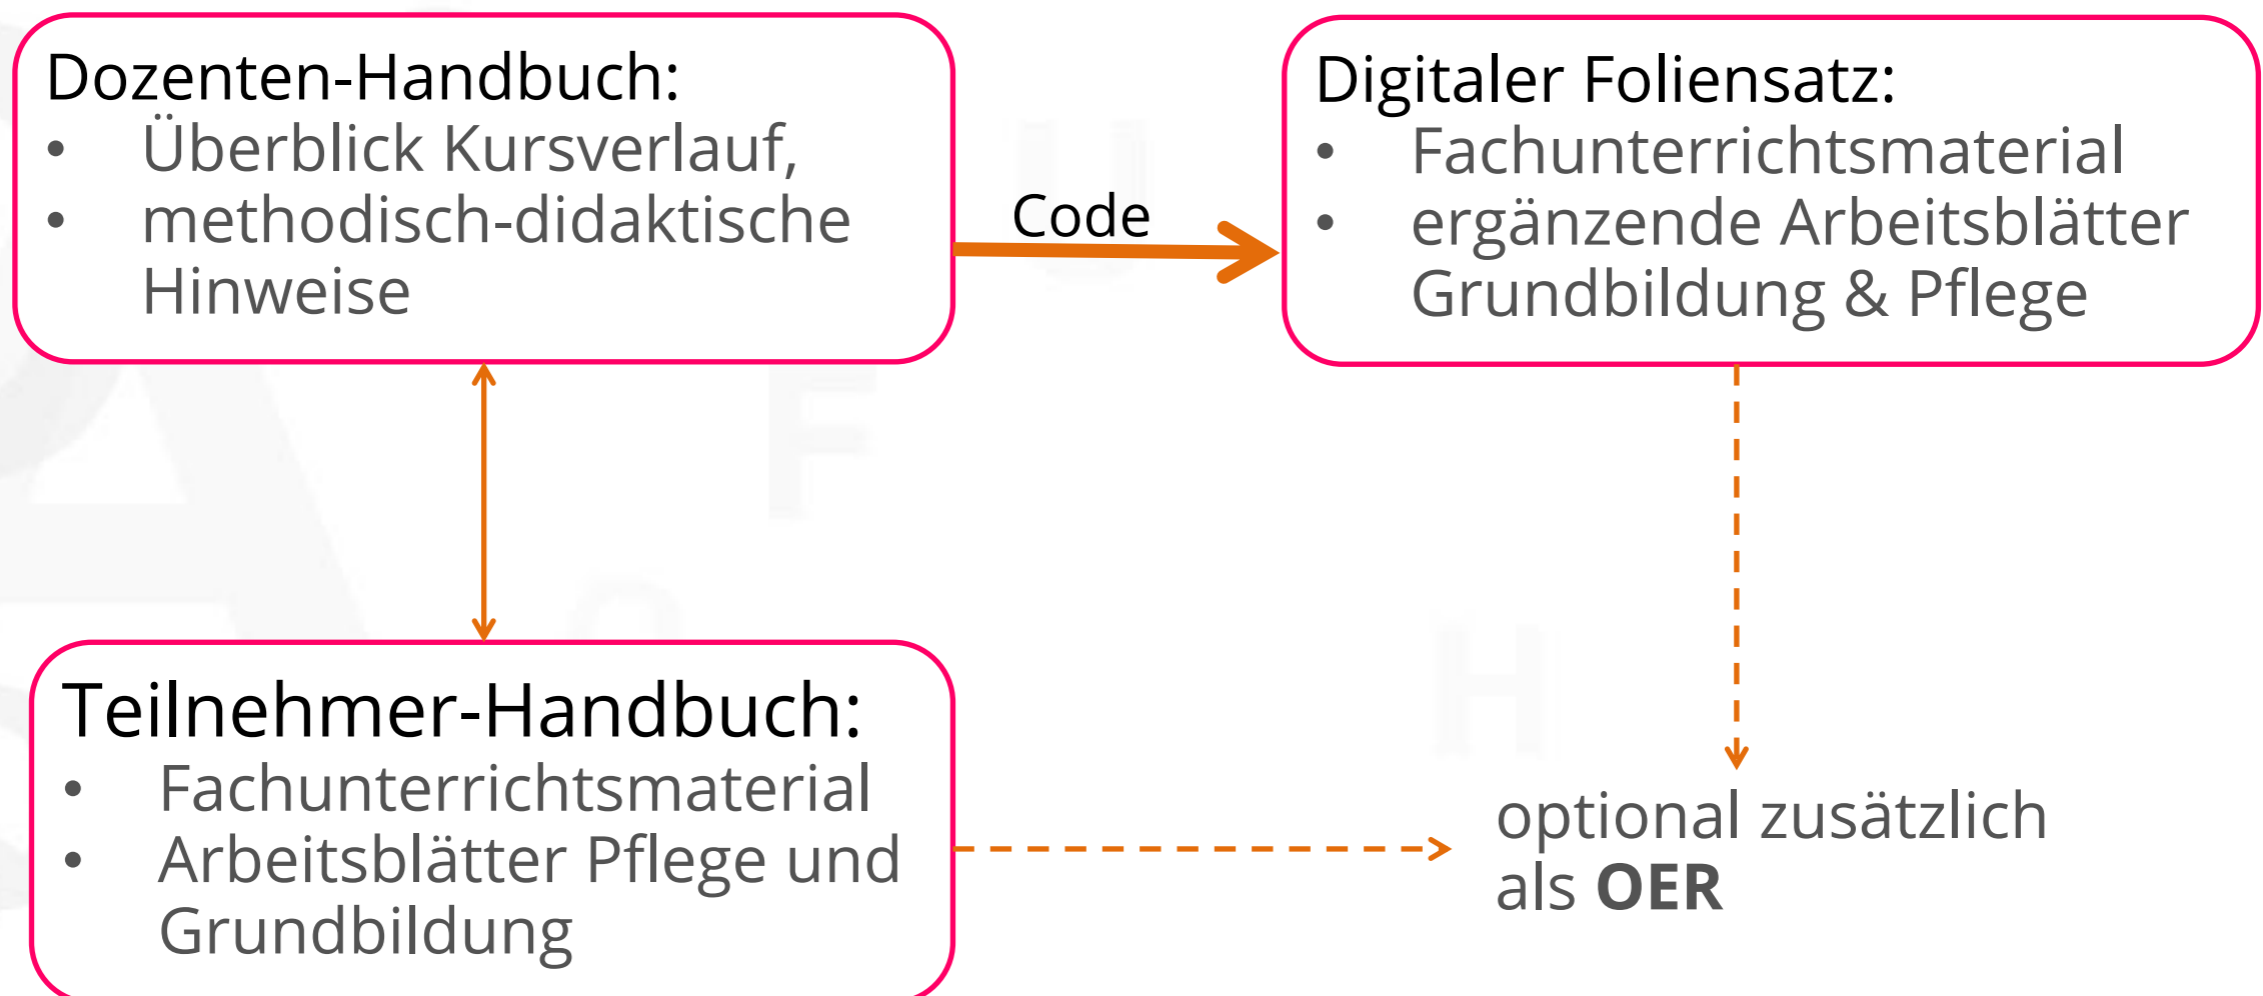 Dozenten-Handbuch:
• Überblick Kursverlauf,
• methodisch-didaktische
Hinweise
Code
Digitaler Foliensatz:
• Fachunterrichtsmaterial
• ergänzende Arbeitsblätter
Grundbildung & Pflege
Teilnehmer-Handbuch:
• Fachunterrichtsmaterial
• Arbeitsblätter Pflege und
Grundbildung
optional zusätzlich
als OER